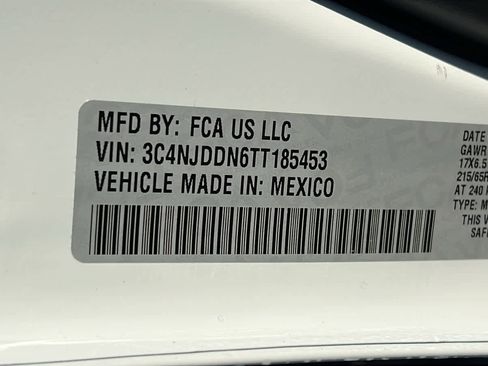 MFD BY: FCA US LLC
VIN: 3C4NJDDN6TT185453
VEHICLE MADE IN: MEXICO
DATE
GAWR
17X6.5
215/65R
AT 240
TYPE: M
THIS V
SAFE